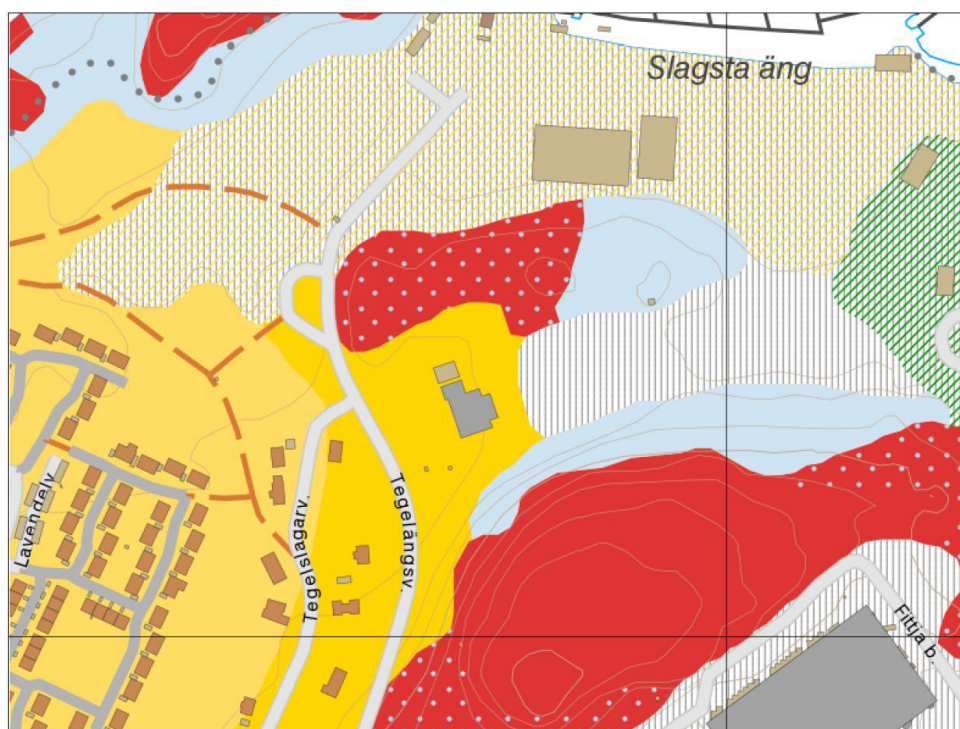 Slagsta äng
Lavendelv.
Tegelslagarv.
Tegelängsv.
Fittja b.